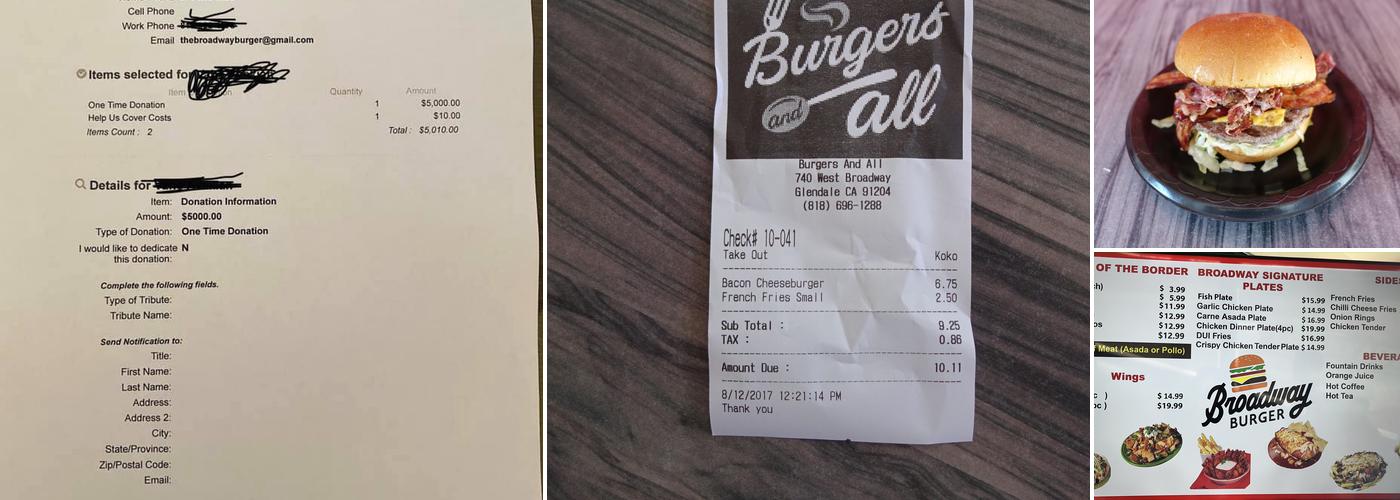 Cell Phone
Work Phone
Email thebroadwayburger@gmail.com
Items selected for
Item
Quantity Amount
One Time Donation 1 $5,000.00
Help Us Cover Costs 1 $10.00
Items Count : 2 Total : $5,010.00
Details for
Item: Donation Information
Amount: $5000.00
Type of Donation: One Time Donation
I would like to dedicate N
this donation:
Complete the following fields.
Type of Tribute:
Tribute Name:
Send Notification to:
Title:
First Name:
Last Name:
Address:
Address 2:
City:
State/Province:
Zip/Postal Code:
Email:
Burgers
and all
Burgers And All
740 West Broadway
Glendale CA 91204
(818) 696-1288
Check# 10-041
Take Out Koko
Bacon Cheeseburger 6.75
French Fries Small 2.50
Sub Total : 9.25
TAX : 0.86
Amount Due : 10.11
8/12/2017 12:21:14 PM
Thank you
OF THE BORDER
$ 3.99
$ 5.99
$11.99
$12.99
$12.99
$12.99
Meat (Asada or Pollo)
Wings
$ 14.99
$19.99
BROADWAY SIGNATURE
PLATES
Fish Plate $15.99
Garlic Chicken Plate $ 14.99
Carne Asada Plate $ 16.99
Chicken Dinner Plate(4pc) $19.99
DUI Fries $16.99
Crispy Chicken Tender Plate $ 14.99
Broadway
BURGER
SIDES
French Fries
Chilli Cheese Fries
Onion Rings
Chicken Tender
BEVERA
Fountain Drinks
Orange Juice
Hot Coffee
Hot Tea